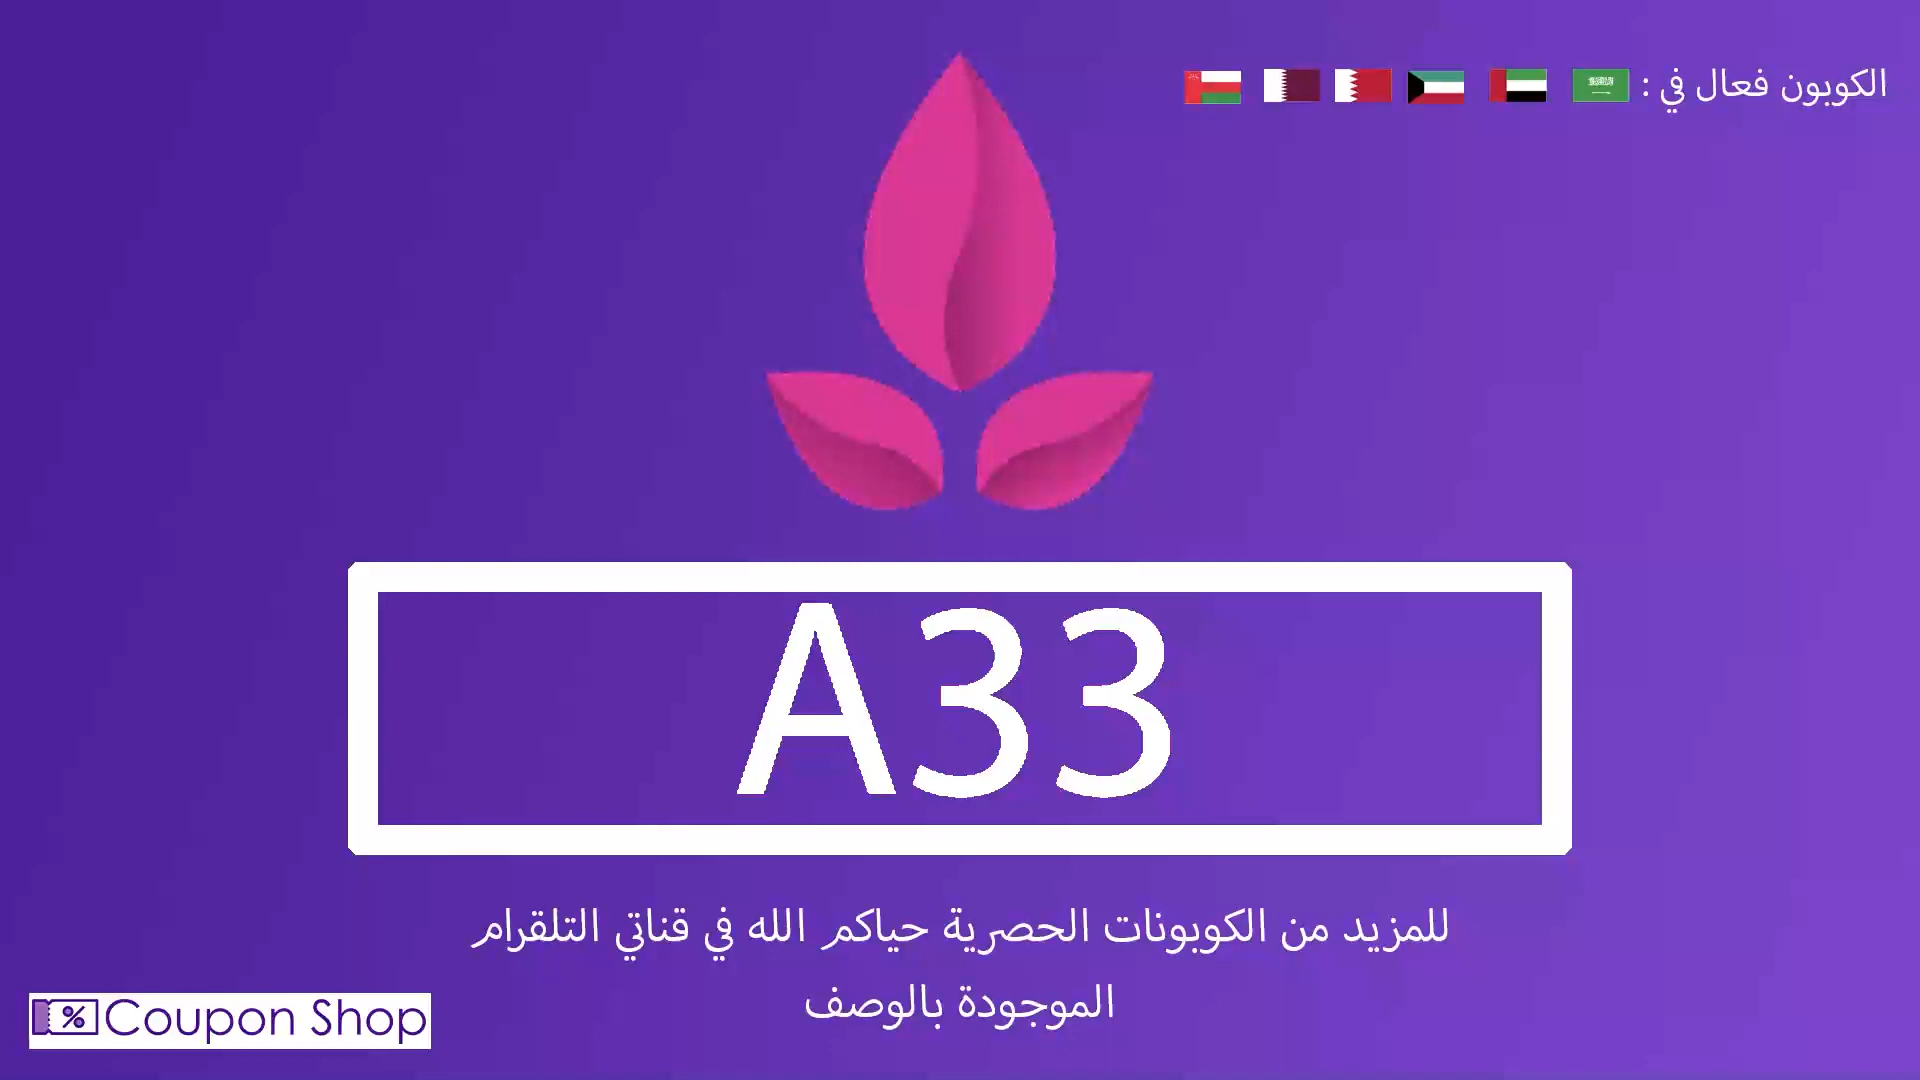 الكوبون فعال في :
A33
للمزيد من الكوبونات الحصرية حياكم الله في قناتي التلقرام
الموجودة بالوصف
% Coupon Shop